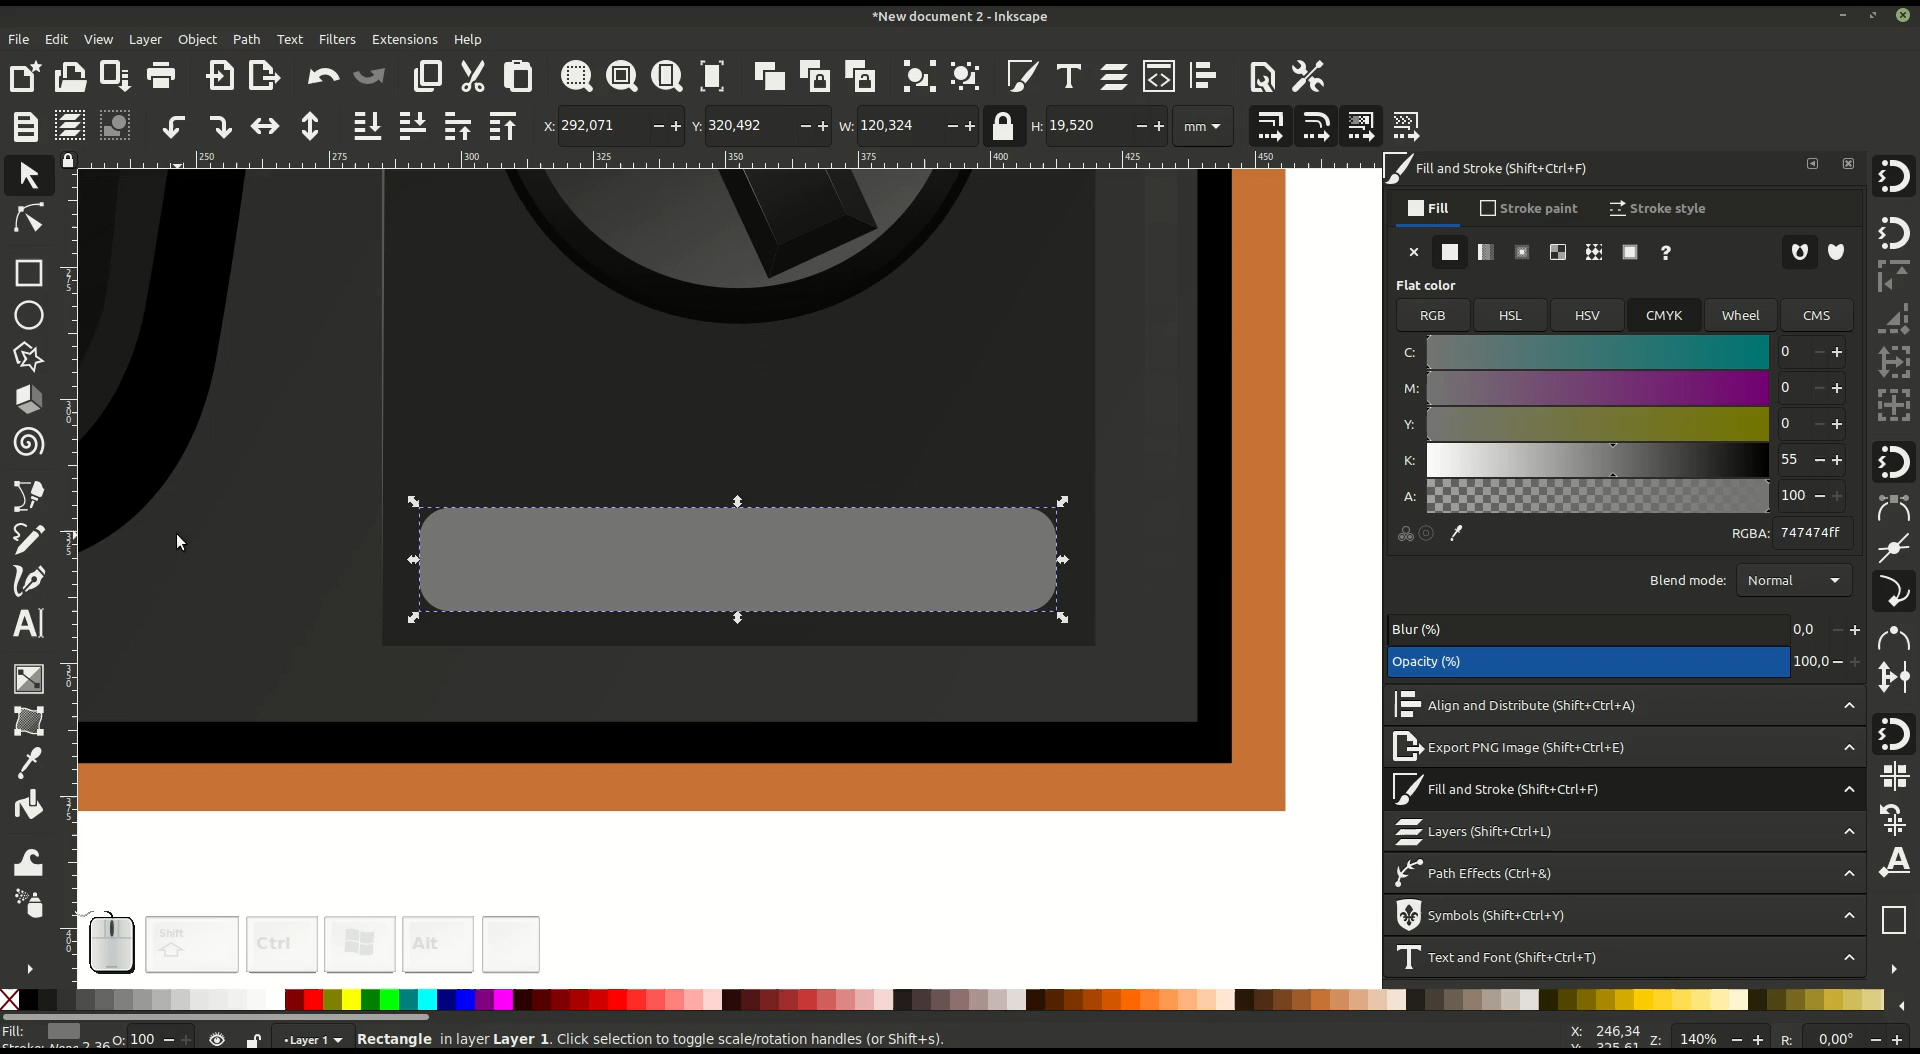 *New document 2 - Inkscape
File Edit View Layer Object Path Text Filters Extensions Help
X: 292,071 Y: 320,492 W: 120,324 H: 19,520 mm
250 275 300 325 350 375 400 425 450
Fill and Stroke (Shift+Ctrl+F)
Fill Stroke paint Stroke style
Flat color
RGB HSL HSV CMYK Wheel CMS
C: 0
M: 0
Y: 0
K: 55
A: 100
RGBA: 747474ff
Blend mode: Normal
Blur (%) 0,0
Opacity (%) 100,0
Align and Distribute (Shift+Ctrl+A)
Export PNG Image (Shift+Ctrl+E)
Fill and Stroke (Shift+Ctrl+F)
Layers (Shift+Ctrl+L)
Path Effects (Ctrl+&)
Symbols (Shift+Ctrl+Y)
Text and Font (Shift+Ctrl+T)
275
300
325
350
375
400
Shift Ctrl Alt
Fill: O: 100 •Layer 1 Rectangle in layer Layer 1. Click selection to toggle scale/rotation handles (or Shift+s). X: 246,34 Z: 140% R: 0,00°